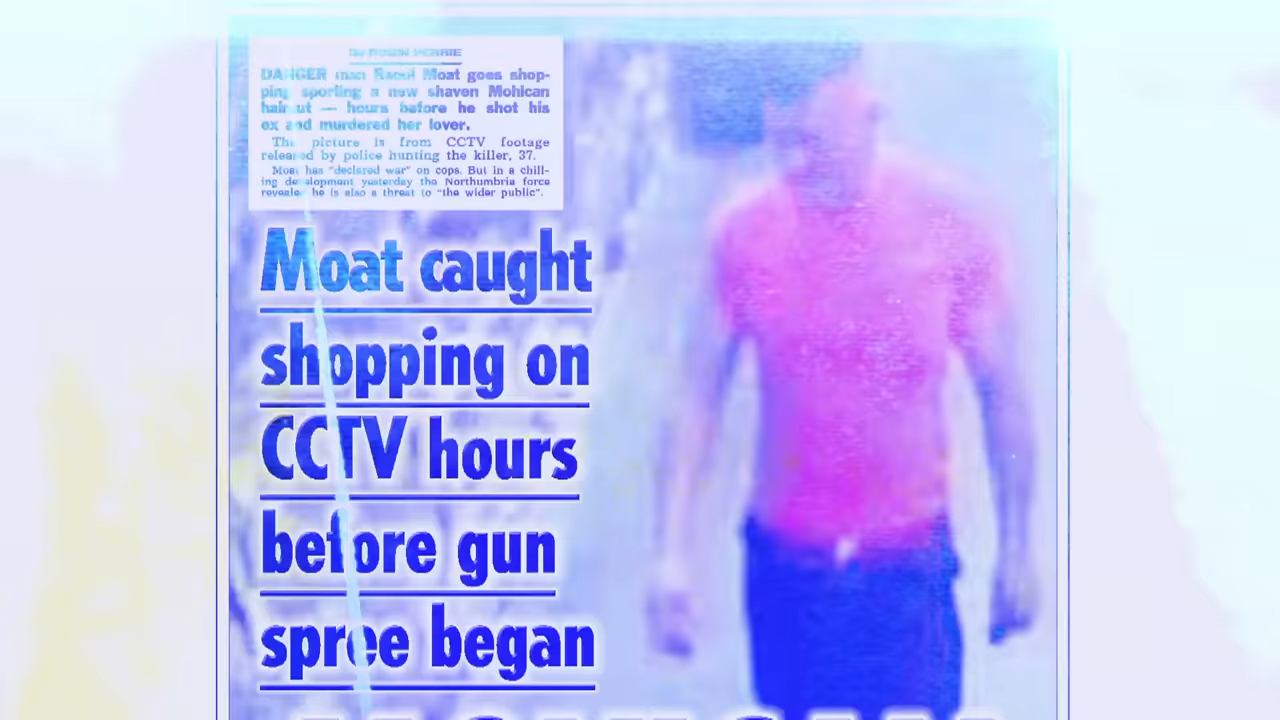 By ROBIN PERRIE
DANGER man Raoul Moat goes shop-
ping sporting a new shaven Mohican
haircut — hours before he shot his
ex and murdered her lover.
The picture is from CCTV footage
released by police hunting the killer, 37.
Moat has "declared war" on cops. But in a chill-
ing development yesterday the Northumbria force
revealed he is also a threat to "the wider public".
Moat caught
shopping on
CCTV hours
before gun
spree began